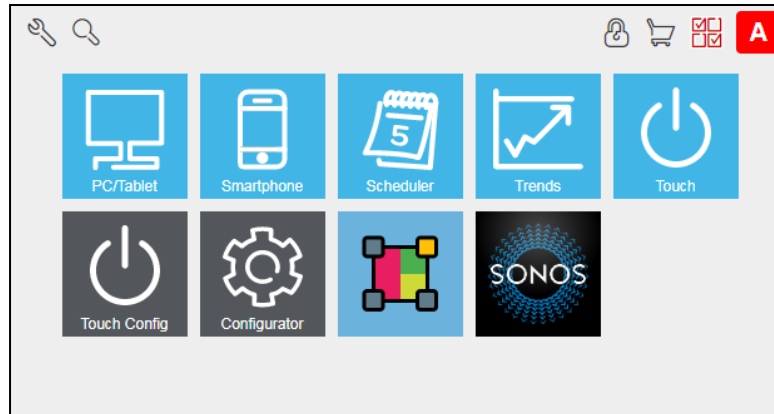 A
PC/Tablet
Smartphone
5
Scheduler
Trends
Touch
Touch Config
Configurator
SONOS